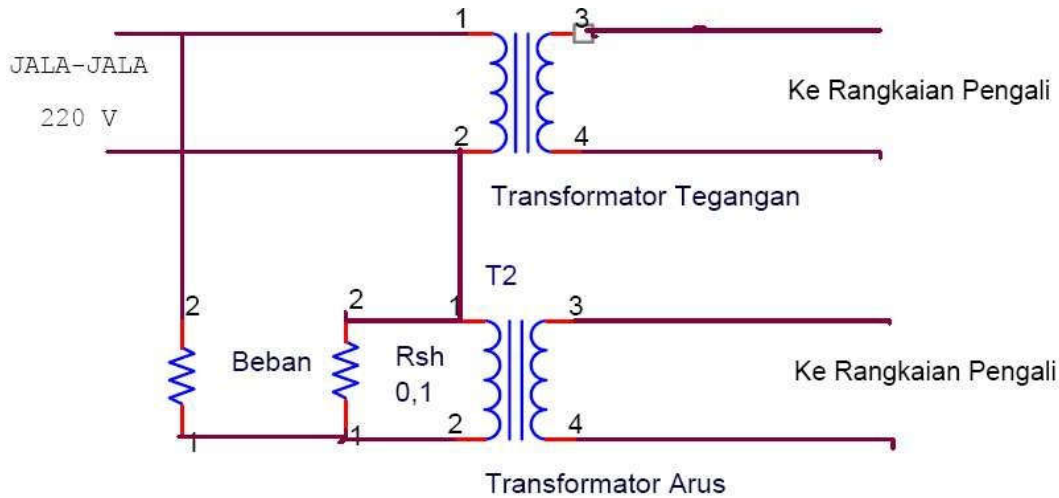 1
3
JALA-JALA
220 V
Ke Rangkaian Pengali
2
4
Transformator Tegangan
T2
2
2
1
3
Beban
Rsh
0,1
Ke Rangkaian Pengali
1
1
2
4
Transformator Arus